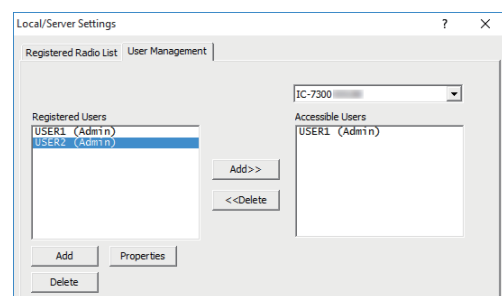 Local/Server Settings ? ×
Registered Radio List User Management
IC-7300
Registered Users Accessible Users
USER1 (Admin) USER1 (Admin)
USER2 (Admin)
Add>>
<<Delete
Add Properties
Delete